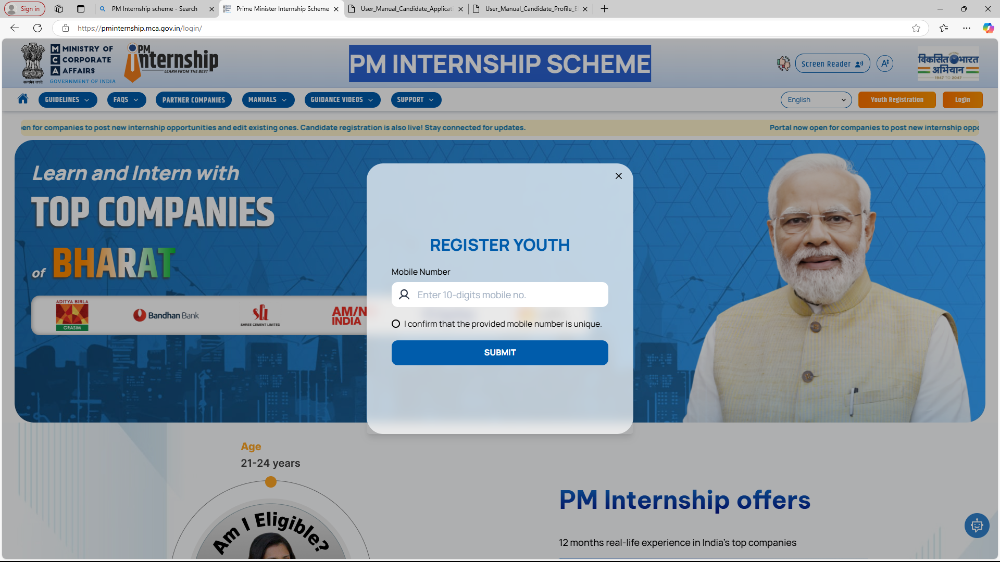 Sign in
PM Internship scheme - Search
Prime Minister Internship Scheme
User_Manual_Candidate_Applicat
User_Manual_Candidate_Profile_E
https://pminternship.mca.gov.in/login/
MINISTRY OF
CORPORATE
AFFAIRS
GOVERNMENT OF INDIA
सत्यमेव जयते
PM
internship
LEARN FROM THE BEST
PM INTERNSHIP SCHEME
Screen Reader
विकसित भारत
अभियान
1947 TO 2047
GUIDELINES
FAQS
PARTNER COMPANIES
MANUALS
GUIDANCE VIDEOS
SUPPORT
English
Youth Registration
Login
en for companies to post new internship opportunities and edit existing ones. Candidate registration is also live! Stay connected for updates.
Portal now open for companies to post new internship oppo
Learn and Intern with
TOP COMPANIES
of BHARAT
ADITYA BIRLA
GRASIM
Bandhan Bank
SHREE CEMENT LIMITED
AM/N
INDIA
REGISTER YOUTH
Mobile Number
Enter 10-digits mobile no.
I confirm that the provided mobile number is unique.
SUBMIT
Age
21-24 years
Am I Eligible?
PM Internship offers
12 months real-life experience in India's top companies